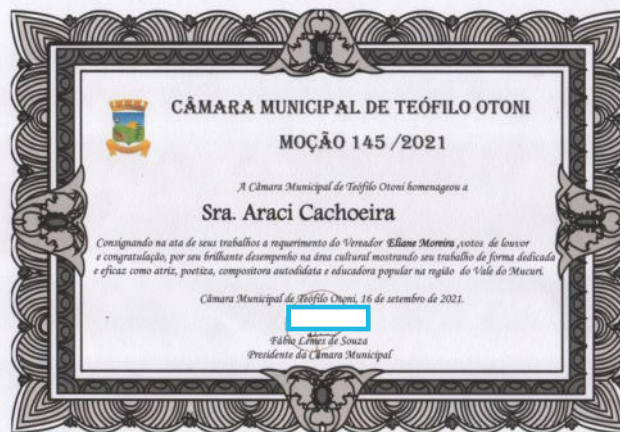 CÂMARA MUNICIPAL DE TEÓFILO OTONI
MOÇÃO 145 /2021
A Câmara Municipal de Teófilo Otoni homenageou a
Sra. Araci Cachoeira
Consignando na ata de seus trabalhos a requerimento do Vereador Eliane Moreira ,votos de louvor
e congratulação, por seu brilhante desempenho na área cultural mostrando seu trabalho de forma dedicada
e eficaz como atriz, poetiza, compositora autodidata e educadora popular na região do Vale do Mucuri.
Câmara Municipal de Teófilo Otoni, 16 de setembro de 2021.
Fábio Lemes de Souza
Presidente da Câmara Municipal